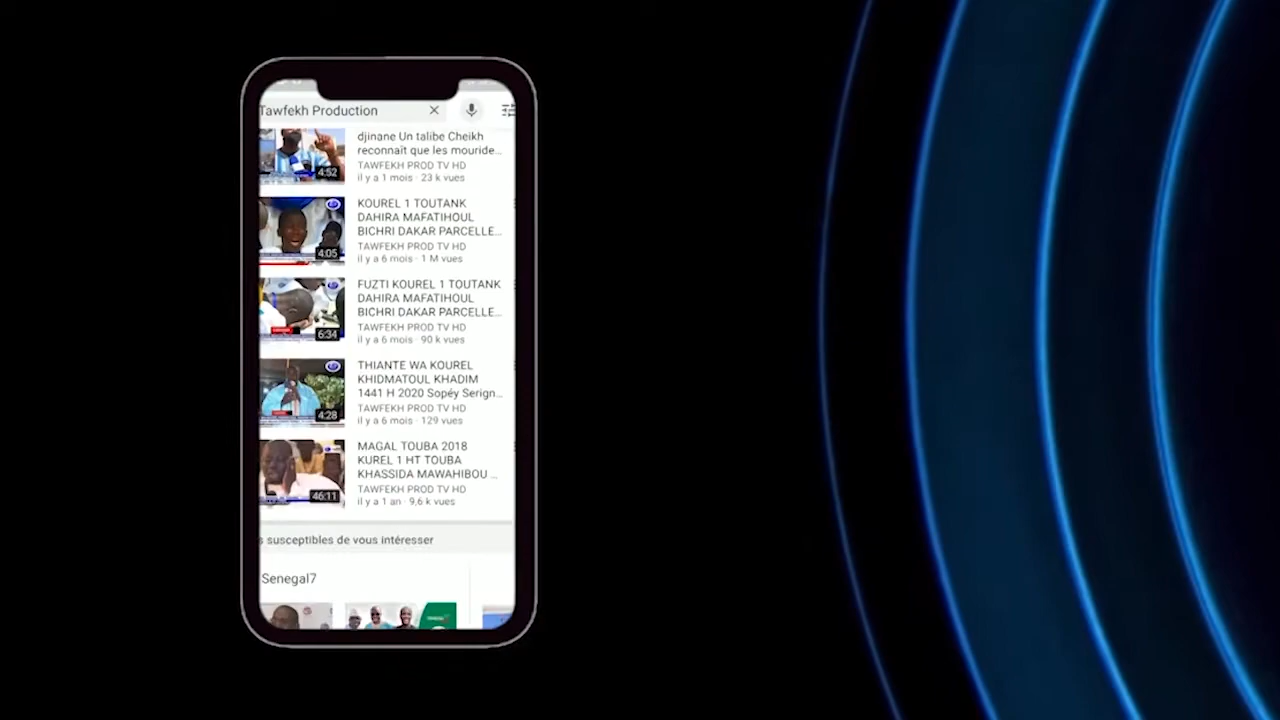 Tawfekh Production
djinane Un talibe Cheikh
reconnaît que les mouride...
TAWFEKH PROD TV HD
il y a 1 mois · 23 k vues
4:52
KOUREL 1 TOUTANK
DAHIRA MAFATIHOUL
BICHRI DAKAR PARCELLE...
TAWFEKH PROD TV HD
il y a 6 mois · 1 M vues
4:05
FUZTI KOUREL 1 TOUTANK
DAHIRA MAFATIHOUL
BICHRI DAKAR PARCELLE...
TAWFEKH PROD TV HD
il y a 6 mois · 90 k vues
6:34
THIANTE WA KOUREL
KHIDMATOUL KHADIM
1441 H 2020 Sopéy Serign...
TAWFEKH PROD TV HD
il y a 6 mois · 129 vues
4:28
MAGAL TOUBA 2018
KUREL 1 HT TOUBA
KHASSIDA MAWAHIBOU ...
TAWFEKH PROD TV HD
il y a 1 an · 9,6 k vues
46:11
s susceptibles de vous intéresser
Senegal7